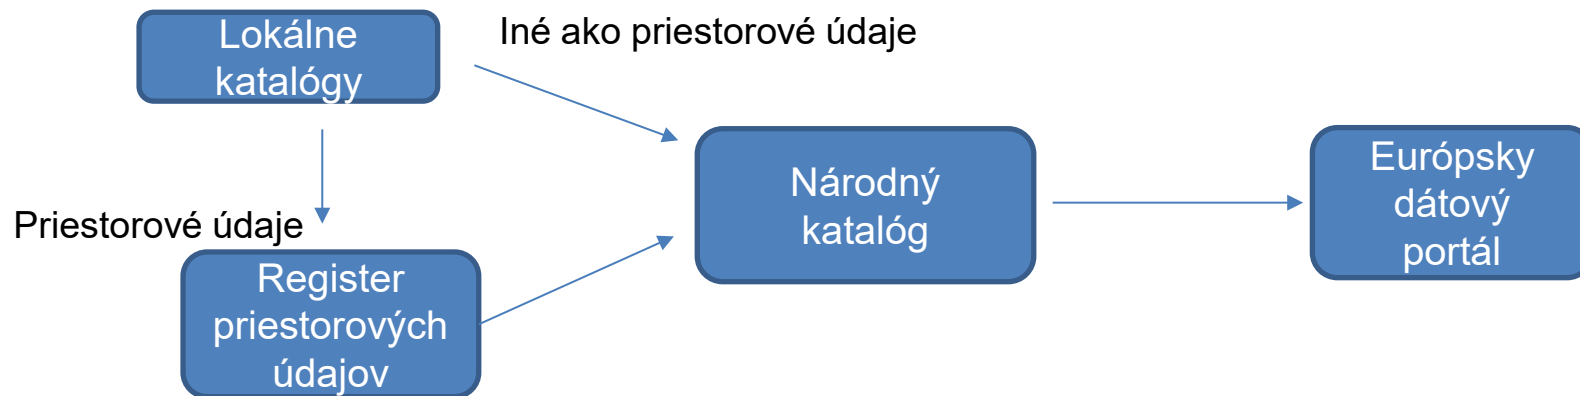 Lokálne
katalógy
Iné ako priestorové údaje
Národný
katalóg
Európsky
dátový
portál
Priestorové údaje
Register
priestorových
údajov